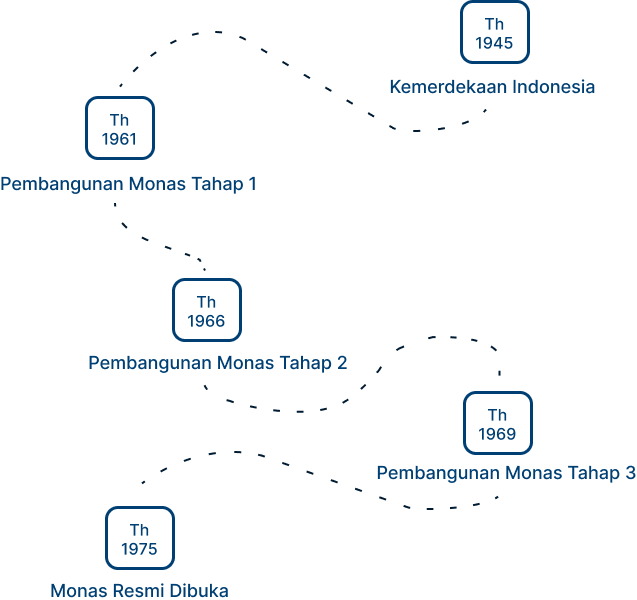 Th
1945
Kemerdekaan Indonesia
Th
1961
Pembangunan Monas Tahap 1
Th
1966
Pembangunan Monas Tahap 2
Th
1969
Pembangunan Monas Tahap 3
Th
1975
Monas Resmi Dibuka